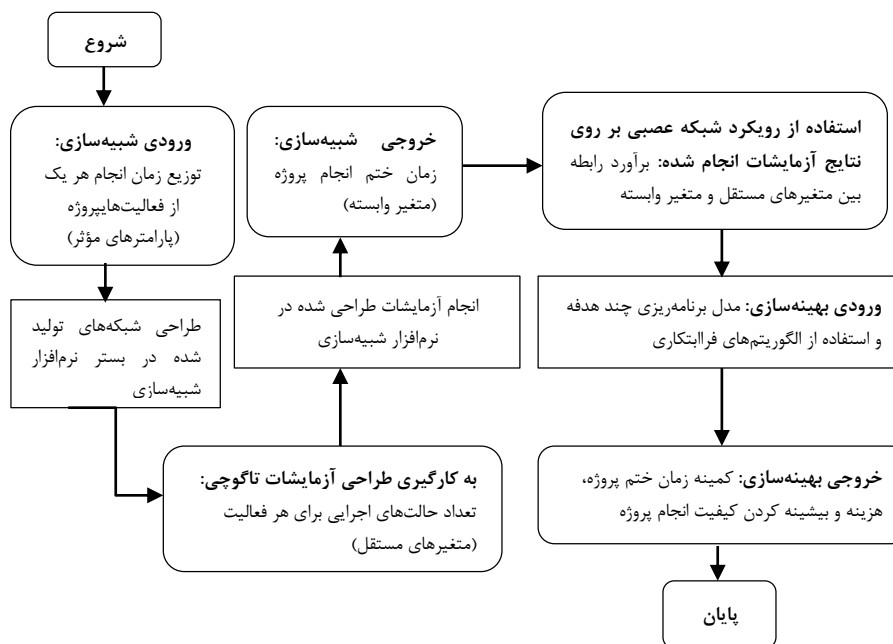 شروع
ورودی شبیه‌سازی:
توزیع زمان انجام هر یک
از فعالیت‌هایپروژه
(پارامترهای مؤثر)
طراحی شبکه‌های تولید
شده در بستر نرم‌افزار
شبیه‌سازی
به کارگیری طراحی آزمایشات تاگوچی:
تعداد حالت‌های اجرایی برای هر فعالیت
(متغیرهای مستقل)
انجام آزمایشات طراحی شده در
نرم‌افزار شبیه‌سازی
خروجی شبیه‌سازی:
زمان ختم انجام پروژه
(متغیر وابسته)
استفاده از رویکرد شبکه عصبی بر روی
نتایج آزمایشات انجام شده: برآورد رابطه
بین متغیرهای مستقل و متغیر وابسته
ورودی بهینه‌سازی: مدل برنامه‌ریزی چند هدفه
و استفاده از الگوریتم‌های فراابتکاری
خروجی بهینه‌سازی: کمینه زمان ختم پروژه،
هزینه و بیشینه کردن کیفیت انجام پروژه
پایان